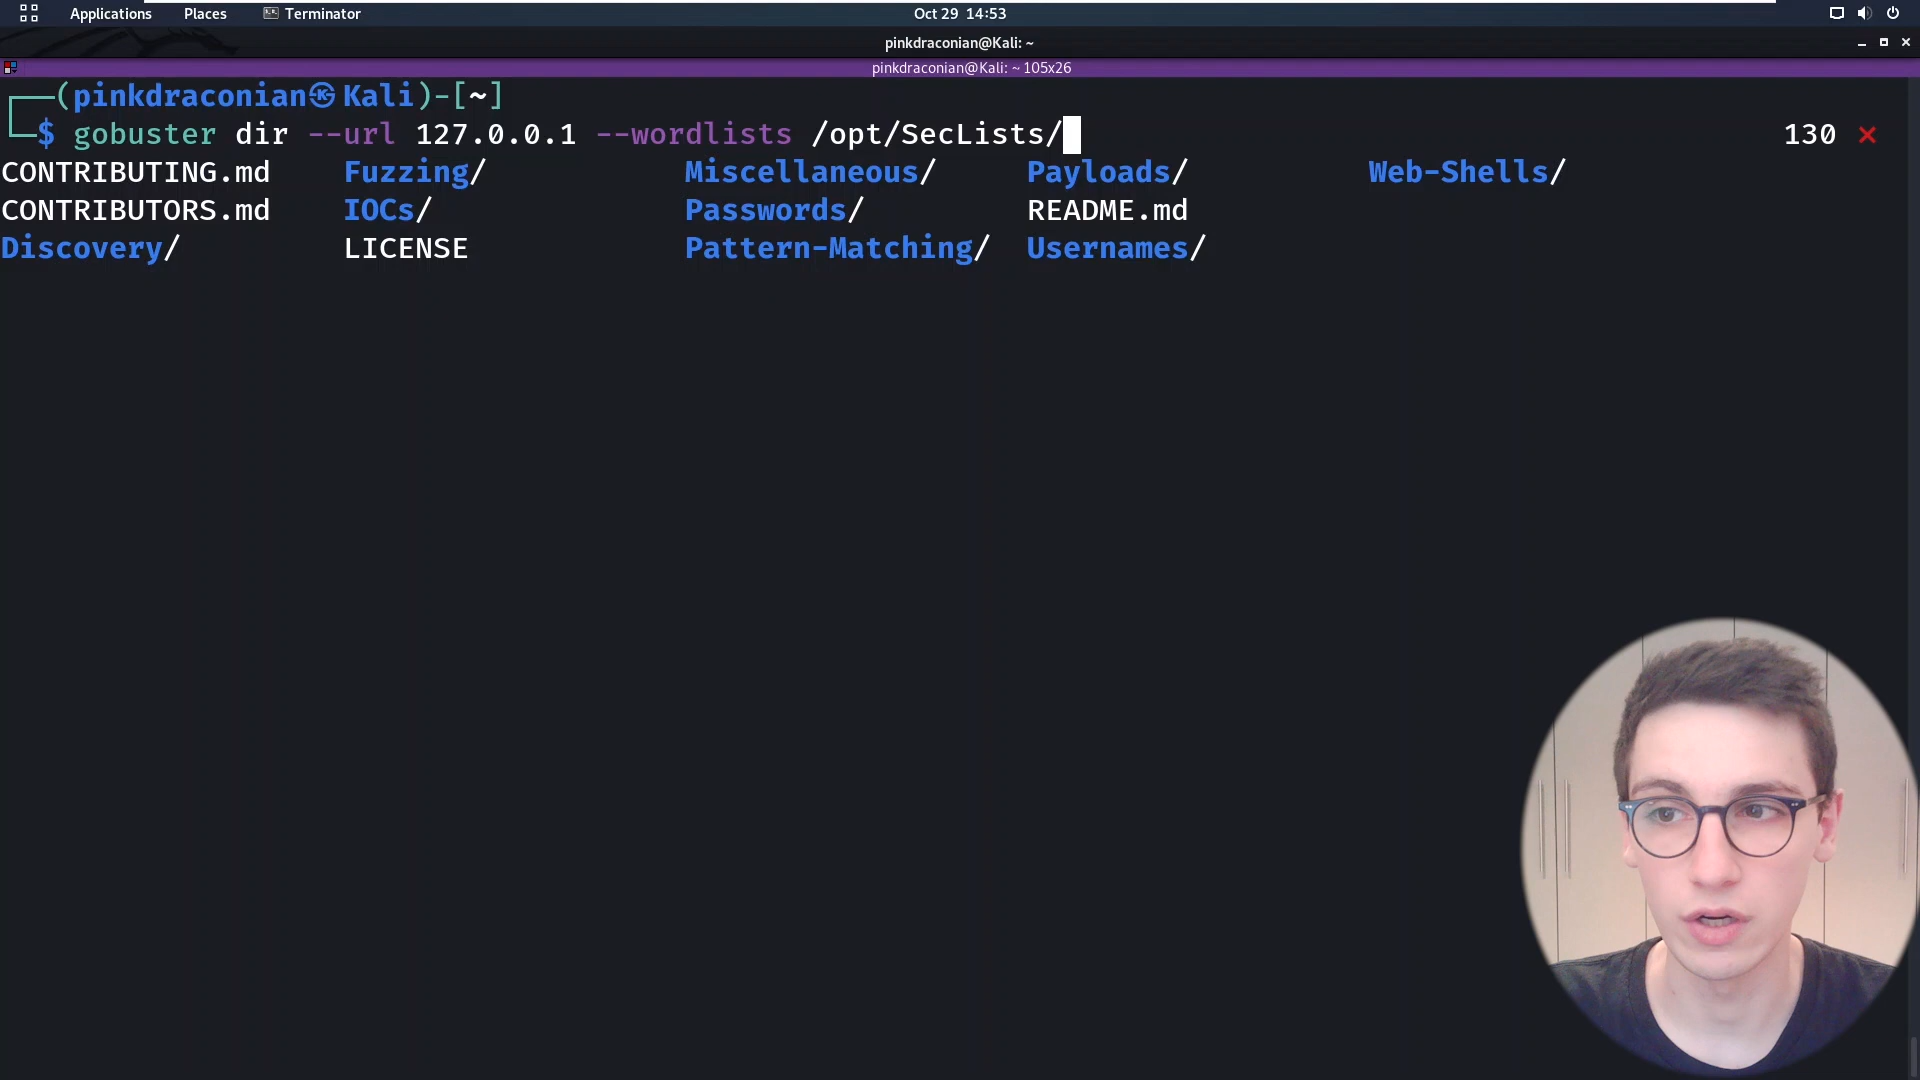 Applications Places Terminator Oct 29 14:53
pinkdraconian@Kali: ~
pinkdraconian@Kali: ~ 105x26
(pinkdraconian㉿Kali)-[~]
$ gobuster dir --url 127.0.0.1 --wordlists /opt/SecLists/ 130 ⨯
CONTRIBUTING.md Fuzzing/ Miscellaneous/ Payloads/ Web-Shells/
CONTRIBUTORS.md IOCs/ Passwords/ README.md
Discovery/ LICENSE Pattern-Matching/ Usernames/